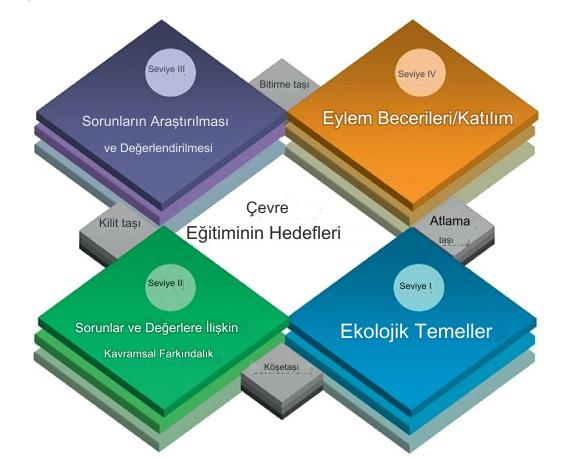 Seviye III
Sorunların Araştırılması
ve Değerlendirilmesi
Bitirme taşı
Seviye IV
Eylem Becerileri/Katılım
Kilit taşı
Çevre
Eğitiminin Hedefleri
Atlama
taşı
Seviye II
Sorunlar ve Değerlere İlişkin
Kavramsal Farkındalık
Seviye I
Ekolojik Temeller
Köşetaşı